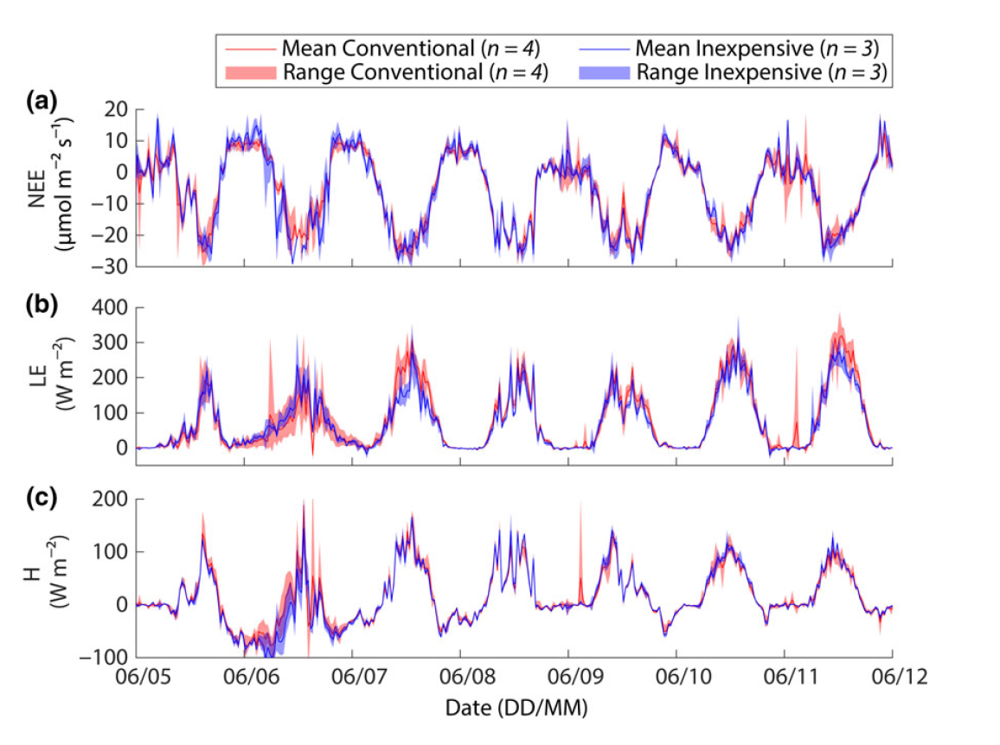 Mean Conventional (n = 4) Mean Inexpensive (n = 3)
Range Conventional (n = 4) Range Inexpensive (n = 3)
(a)
NEE
(μmol m⁻² s⁻¹)
20
10
0
−10
−20
−30
(b)
LE
(W m⁻²)
400
300
200
100
0
(c)
H
(W m⁻²)
200
100
0
−100
06/05 06/06 06/07 06/08 06/09 06/10 06/11 06/12
Date (DD/MM)